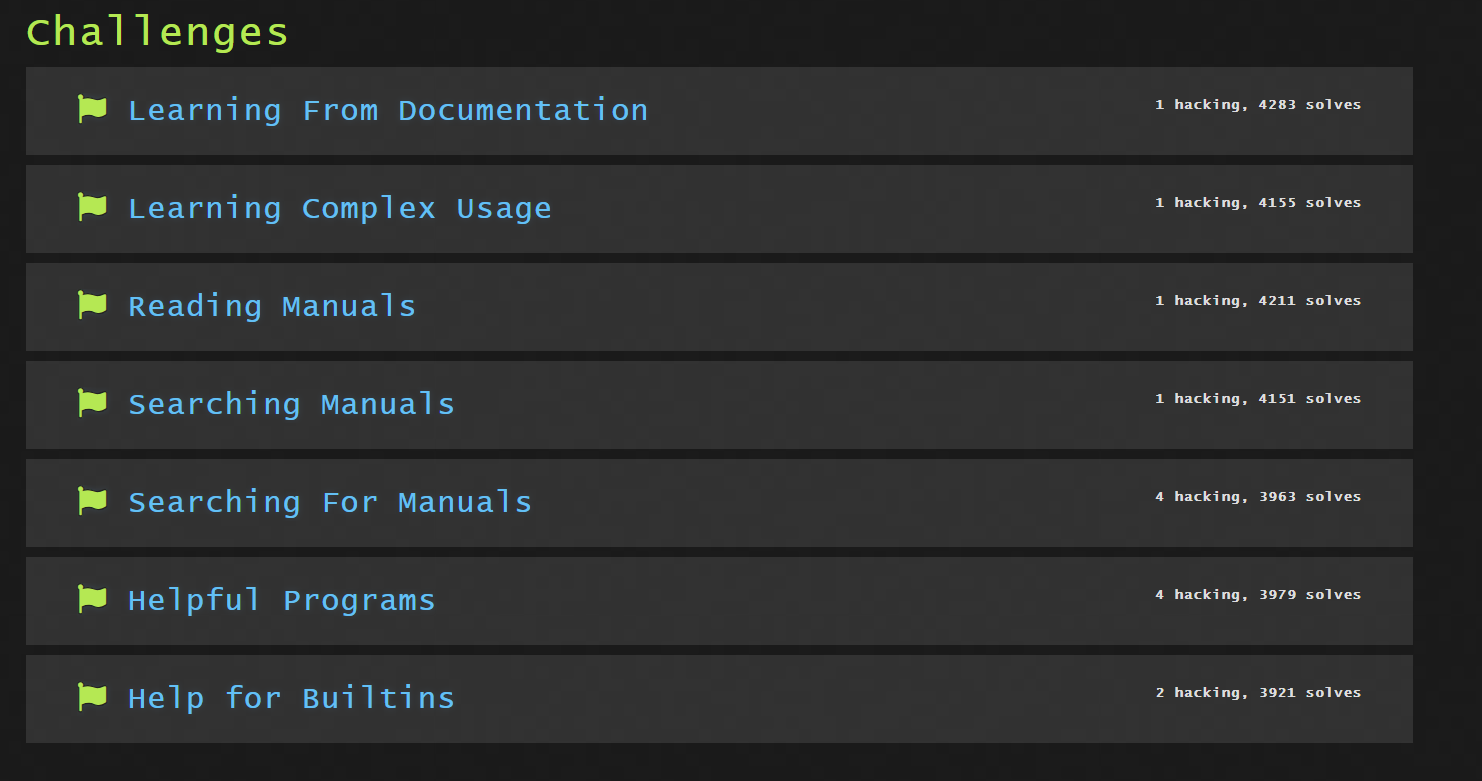 Challenges
Learning From Documentation 1 hacking, 4283 solves
Learning Complex Usage 1 hacking, 4155 solves
Reading Manuals 1 hacking, 4211 solves
Searching Manuals 1 hacking, 4151 solves
Searching For Manuals 4 hacking, 3963 solves
Helpful Programs 4 hacking, 3979 solves
Help for Builtins 2 hacking, 3921 solves